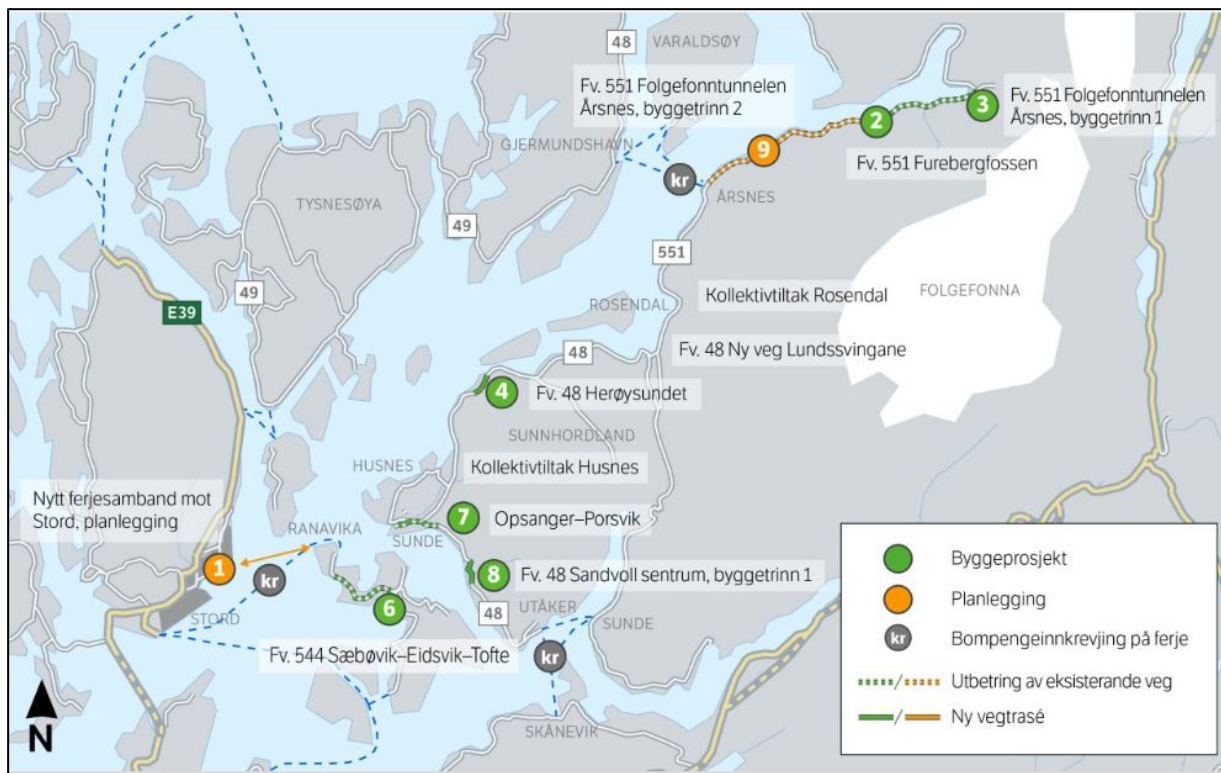 48
VARALDSØY
Fv. 551 Folgefonntunnelen
Årsnes, byggetrinn 2
3
Fv. 551 Folgefonntunnelen
Årsnes, byggetrinn 1
2
Fv. 551 Furebergfossen
9
GJERMUNDSHAVN
kr
ÅRSNES
TYSNESØYA
49
551
49
E39
ROSENDAL
Kollektivtiltak Rosendal
FOLGEFONNA
48
Fv. 48 Ny veg Lundssvingane
4
Fv. 48 Herøysundet
SUNNHORDLAND
HUSNES
Kollektivtiltak Husnes
Nytt ferjesamband mot
Stord, planlegging
RANAVIKA
7
Opsanger–Porsvik
SUNDE
1
kr
8
Fv. 48 Sandvoll sentrum, byggetrinn 1
STORD
6
48
UTÅKER
SUNDE
Fv. 544 Sæbøvik–Eidsvik–Tofte
kr
SKÅNEVIK
N
Byggeprosjekt
Planlegging
kr
Bompengeinnkrevjing på ferje
/
Utbetring av eksisterande veg
/
Ny vegtrasé